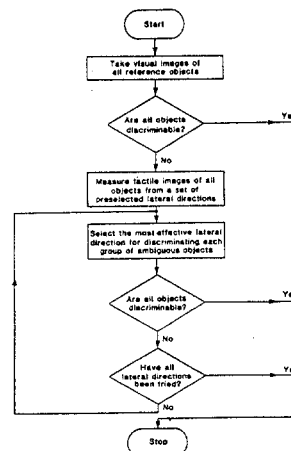 Start
Take visual images of
all reference objects
Are all objects
discriminable?
Ye
No
Measure tactile images of all
objects from a set of
preselected lateral directions
Select the most effective lateral
direction for discriminating each
group of ambiguous objects
Are all objects
discriminable?
Ye
No
Have all
lateral directions
been tried?
Ye
No
Stop